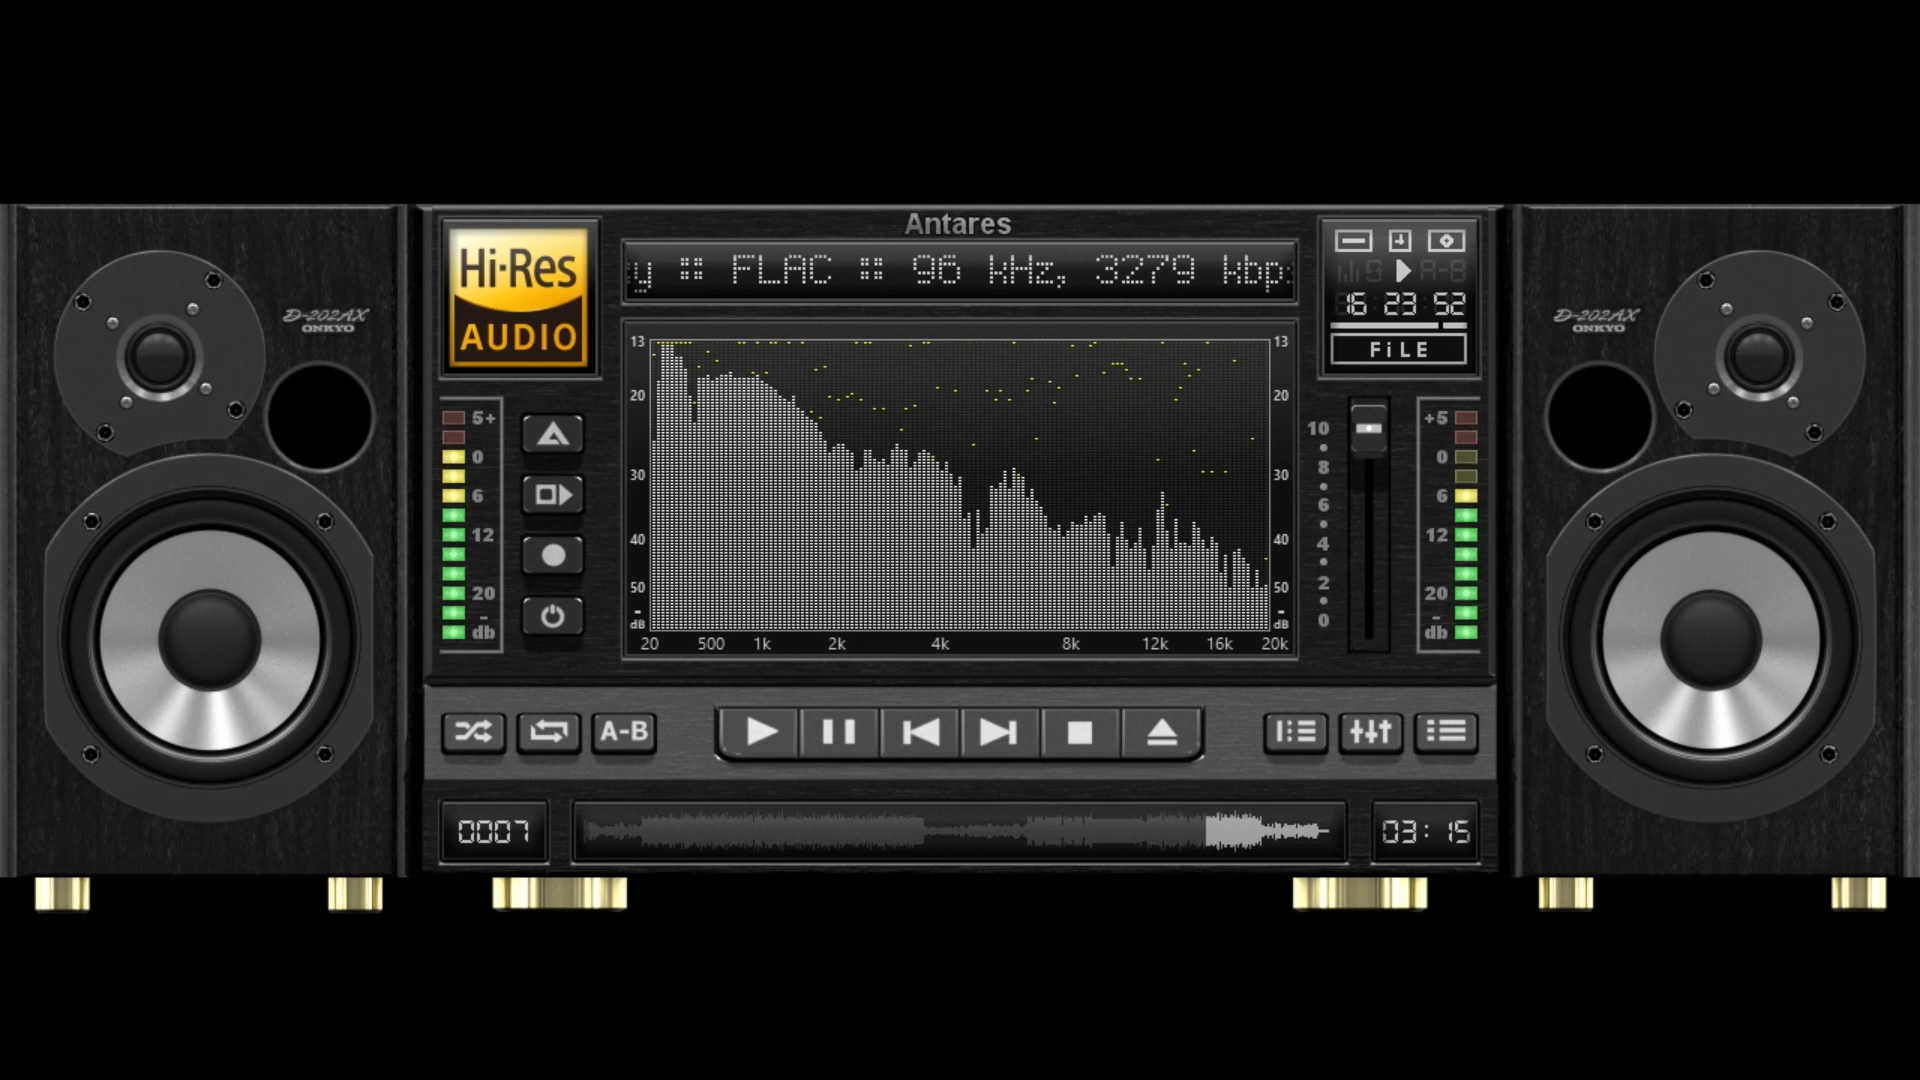 Antares
Hi-Res
AUDIO
y :: FLAC :: 96 kHz, 3279 kbp
A-B
16 23 52
FiLE
D-202AX
ONKYO
D-202AX
ONKYO
5+
0
6
12
20
-
db
13
20
30
40
50
-
dB
13
20
30
40
50
-
dB
20 500 1k 2k 4k 8k 12k 16k 20k
10
8
6
4
2
0
+5
0
6
12
20
-
db
A-B
0007
03:15